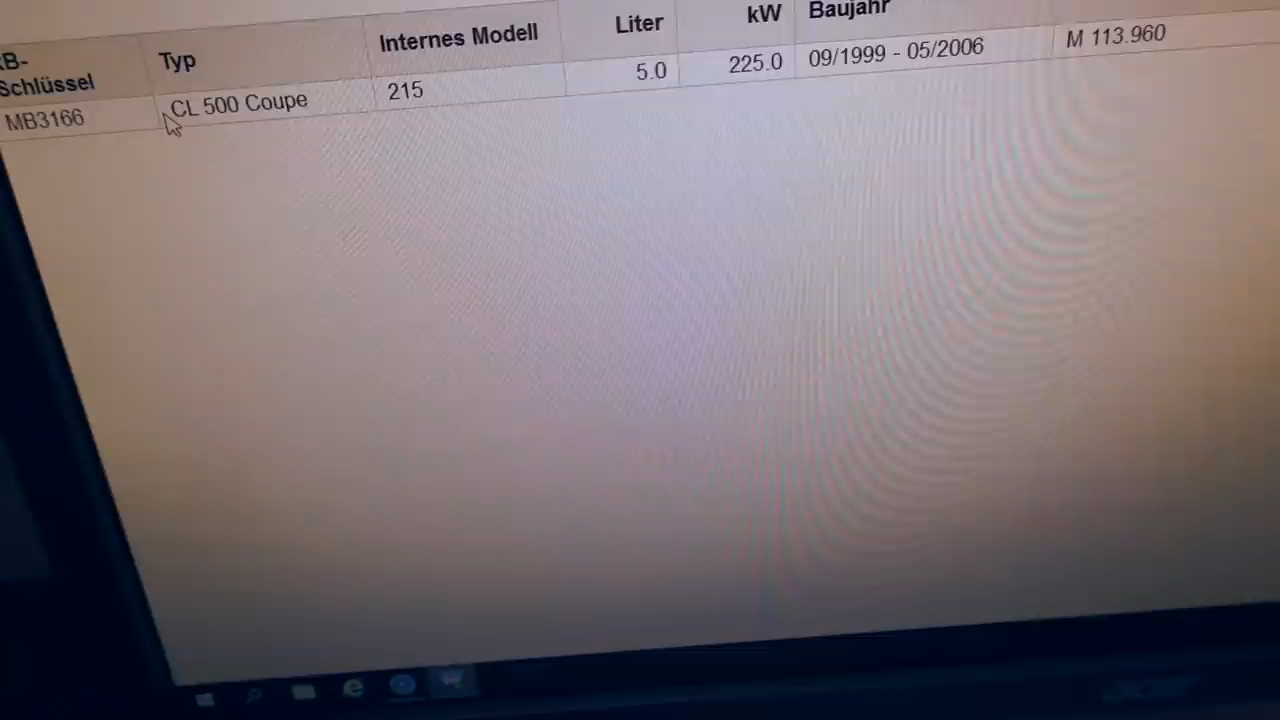 Schlüssel Typ Internes Modell Liter kW Baujahr
MB3166 CL 500 Coupe 215 5.0 225.0 09/1999 - 05/2006 M 113.960